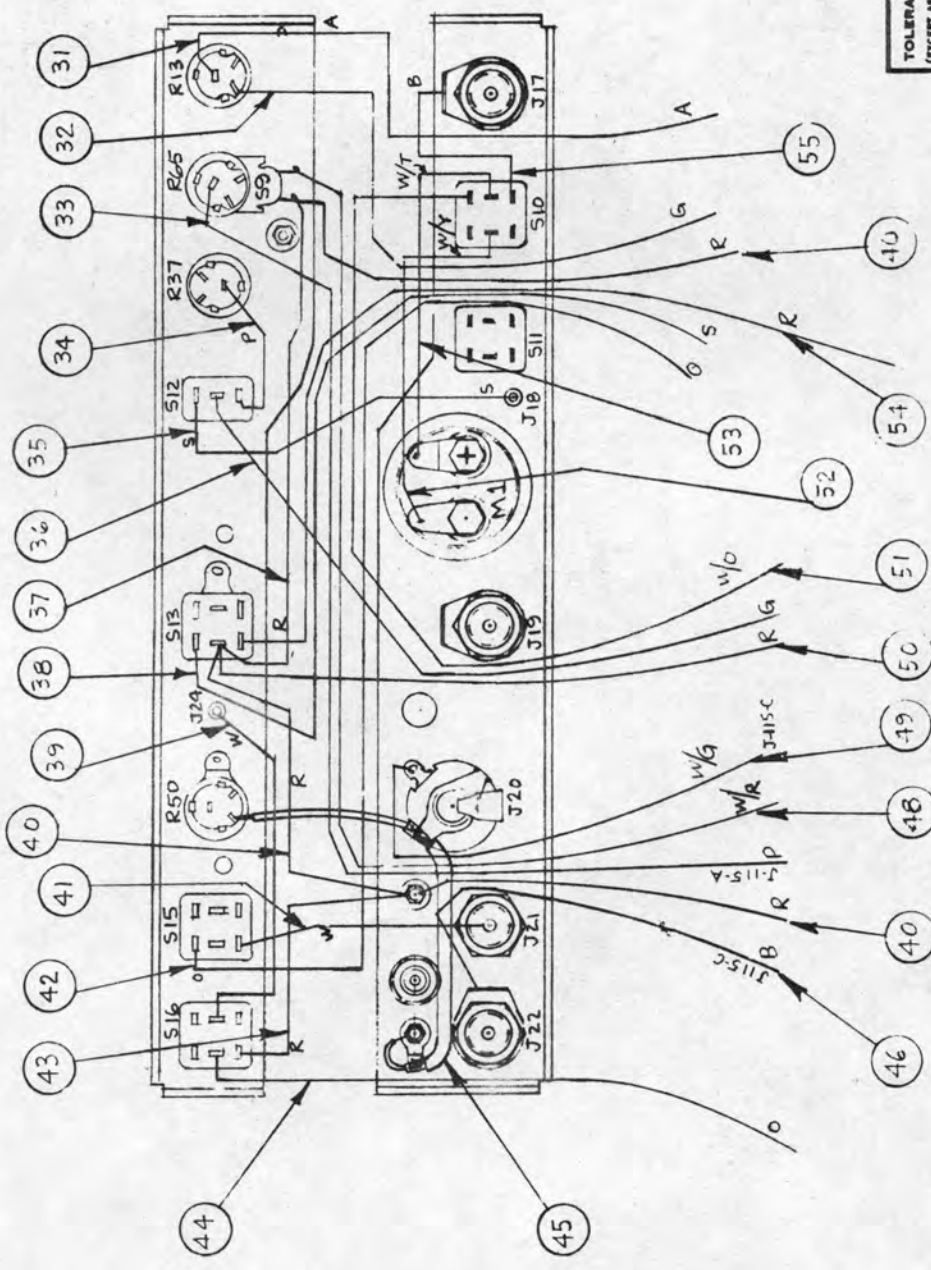 31
32
33
34
35
36
37
38
39
40
41
42
43
44
45
R13
R65
S9
R37
S12
S13
J24
R50
S15
S16
A
P
S
R
R
W
R
W
O
R
J17
S10
S11
J18
M1
J19
J20
J21
J22
B
W/T
W/Y
S
A
G
R
S
O
R
W/O
G
R
W/G
J-115-C
W/R
P
J-115-A
R
B
J115-C
O
55
40
54
53
52
51
50
49
48
40
46
TOLERA